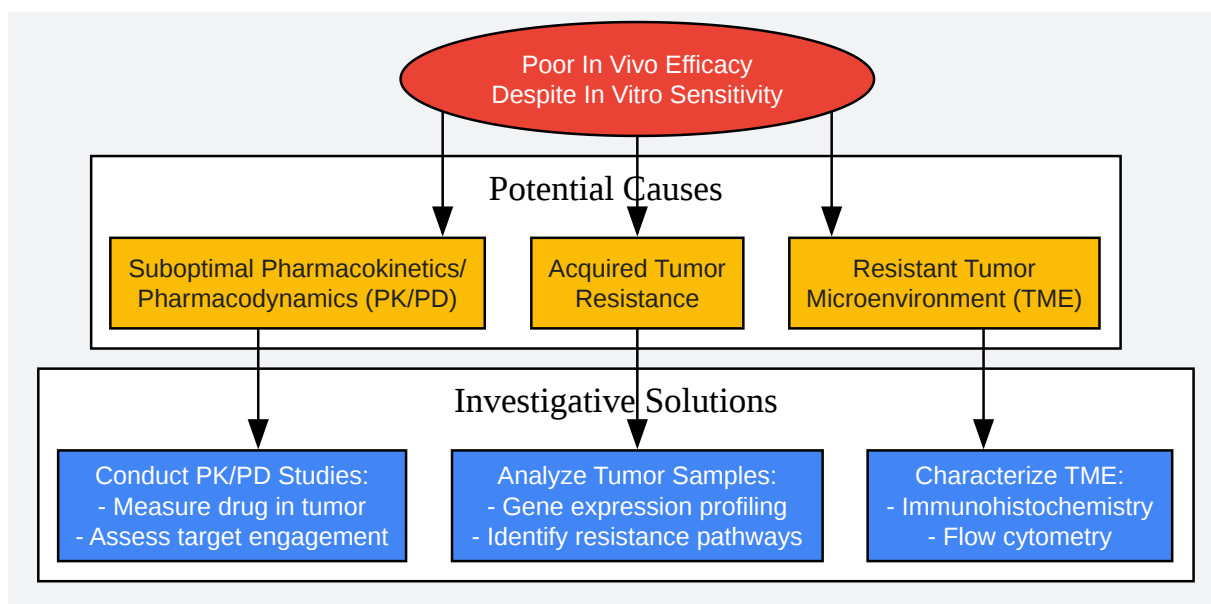 Poor In Vivo Efficacy
Despite In Vitro Sensitivity
Potential Causes
Suboptimal Pharmacokinetics/
Pharmacodynamics (PK/PD)
Acquired Tumor
Resistance
Resistant Tumor
Microenvironment (TME)
Investigative Solutions
Conduct PK/PD Studies:
- Measure drug in tumor
- Assess target engagement
Analyze Tumor Samples:
- Gene expression profiling
- Identify resistance pathways
Characterize TME:
- Immunohistochemistry
- Flow cytometry